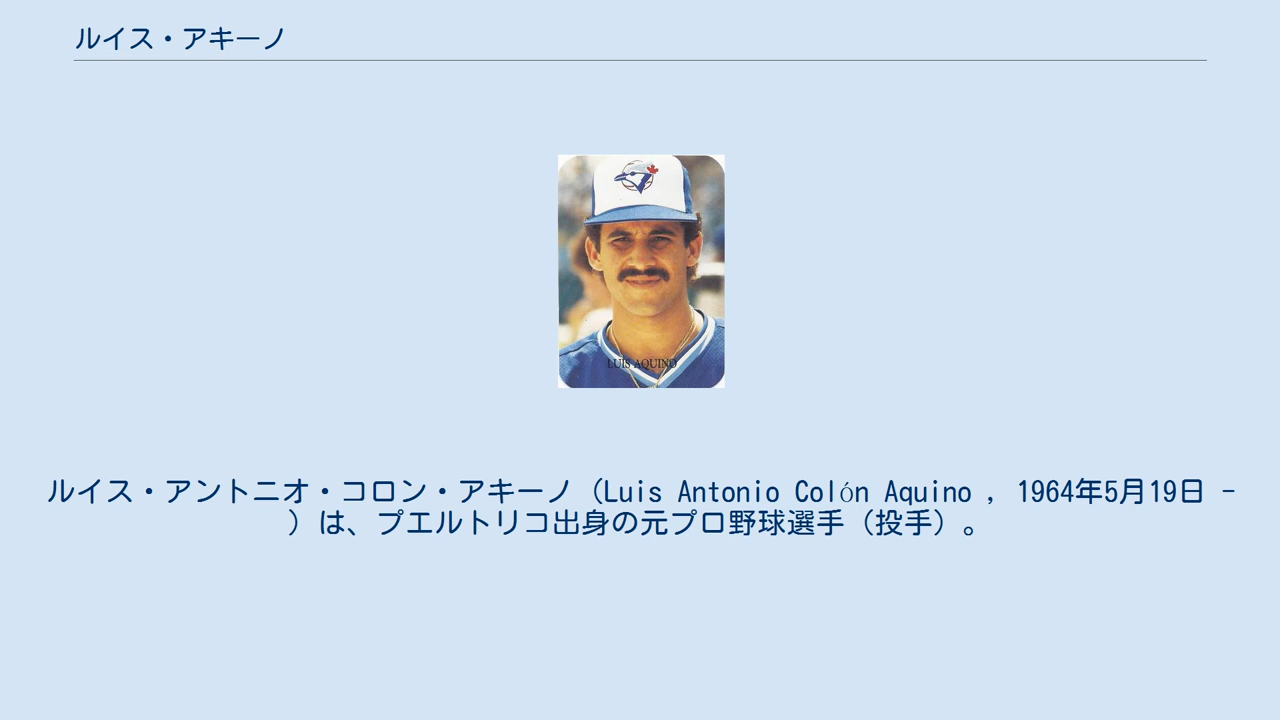 ルイス・アキーノ
LUIS AQUINO
ルイス・アントニオ・コロン・アキーノ（Luis Antonio Colón Aquino , 1964年5月19日 -
）は、プエルトリコ出身の元プロ野球選手（投手）。